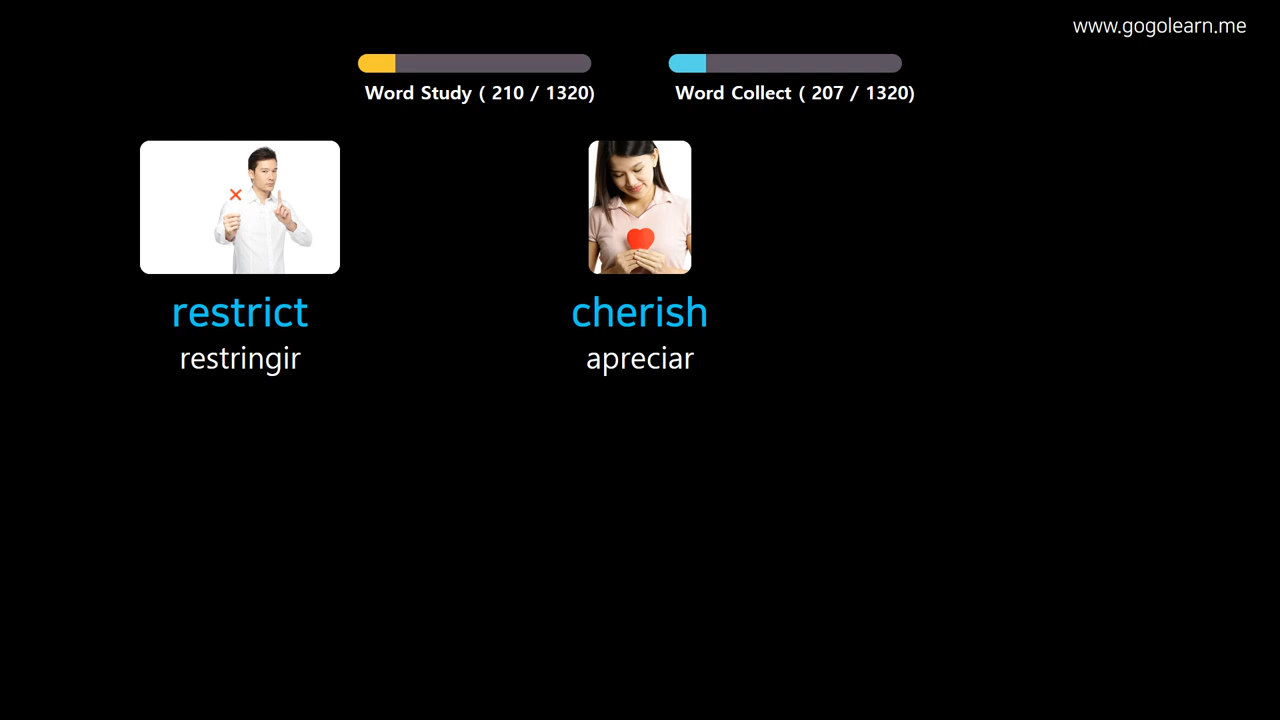 www.gogolearn.me
Word Study ( 210 / 1320)
Word Collect ( 207 / 1320)
restrict
restringir
cherish
apreciar